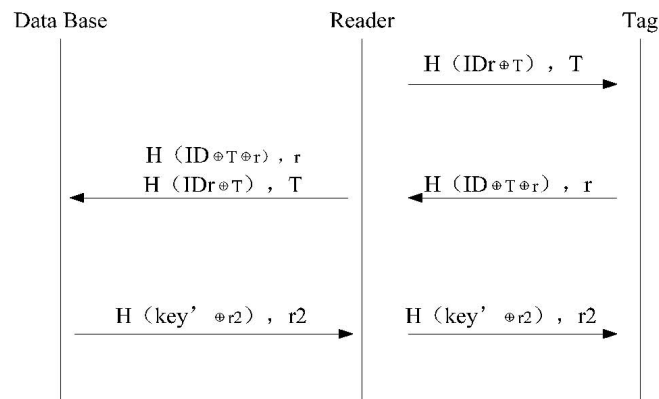 Data Base Reader Tag
H（IDr⊕T），T
H（ID⊕T⊕r），r
H（IDr⊕T），T H（ID⊕T⊕r），r
H（key’ ⊕r2），r2 H（key’ ⊕r2），r2